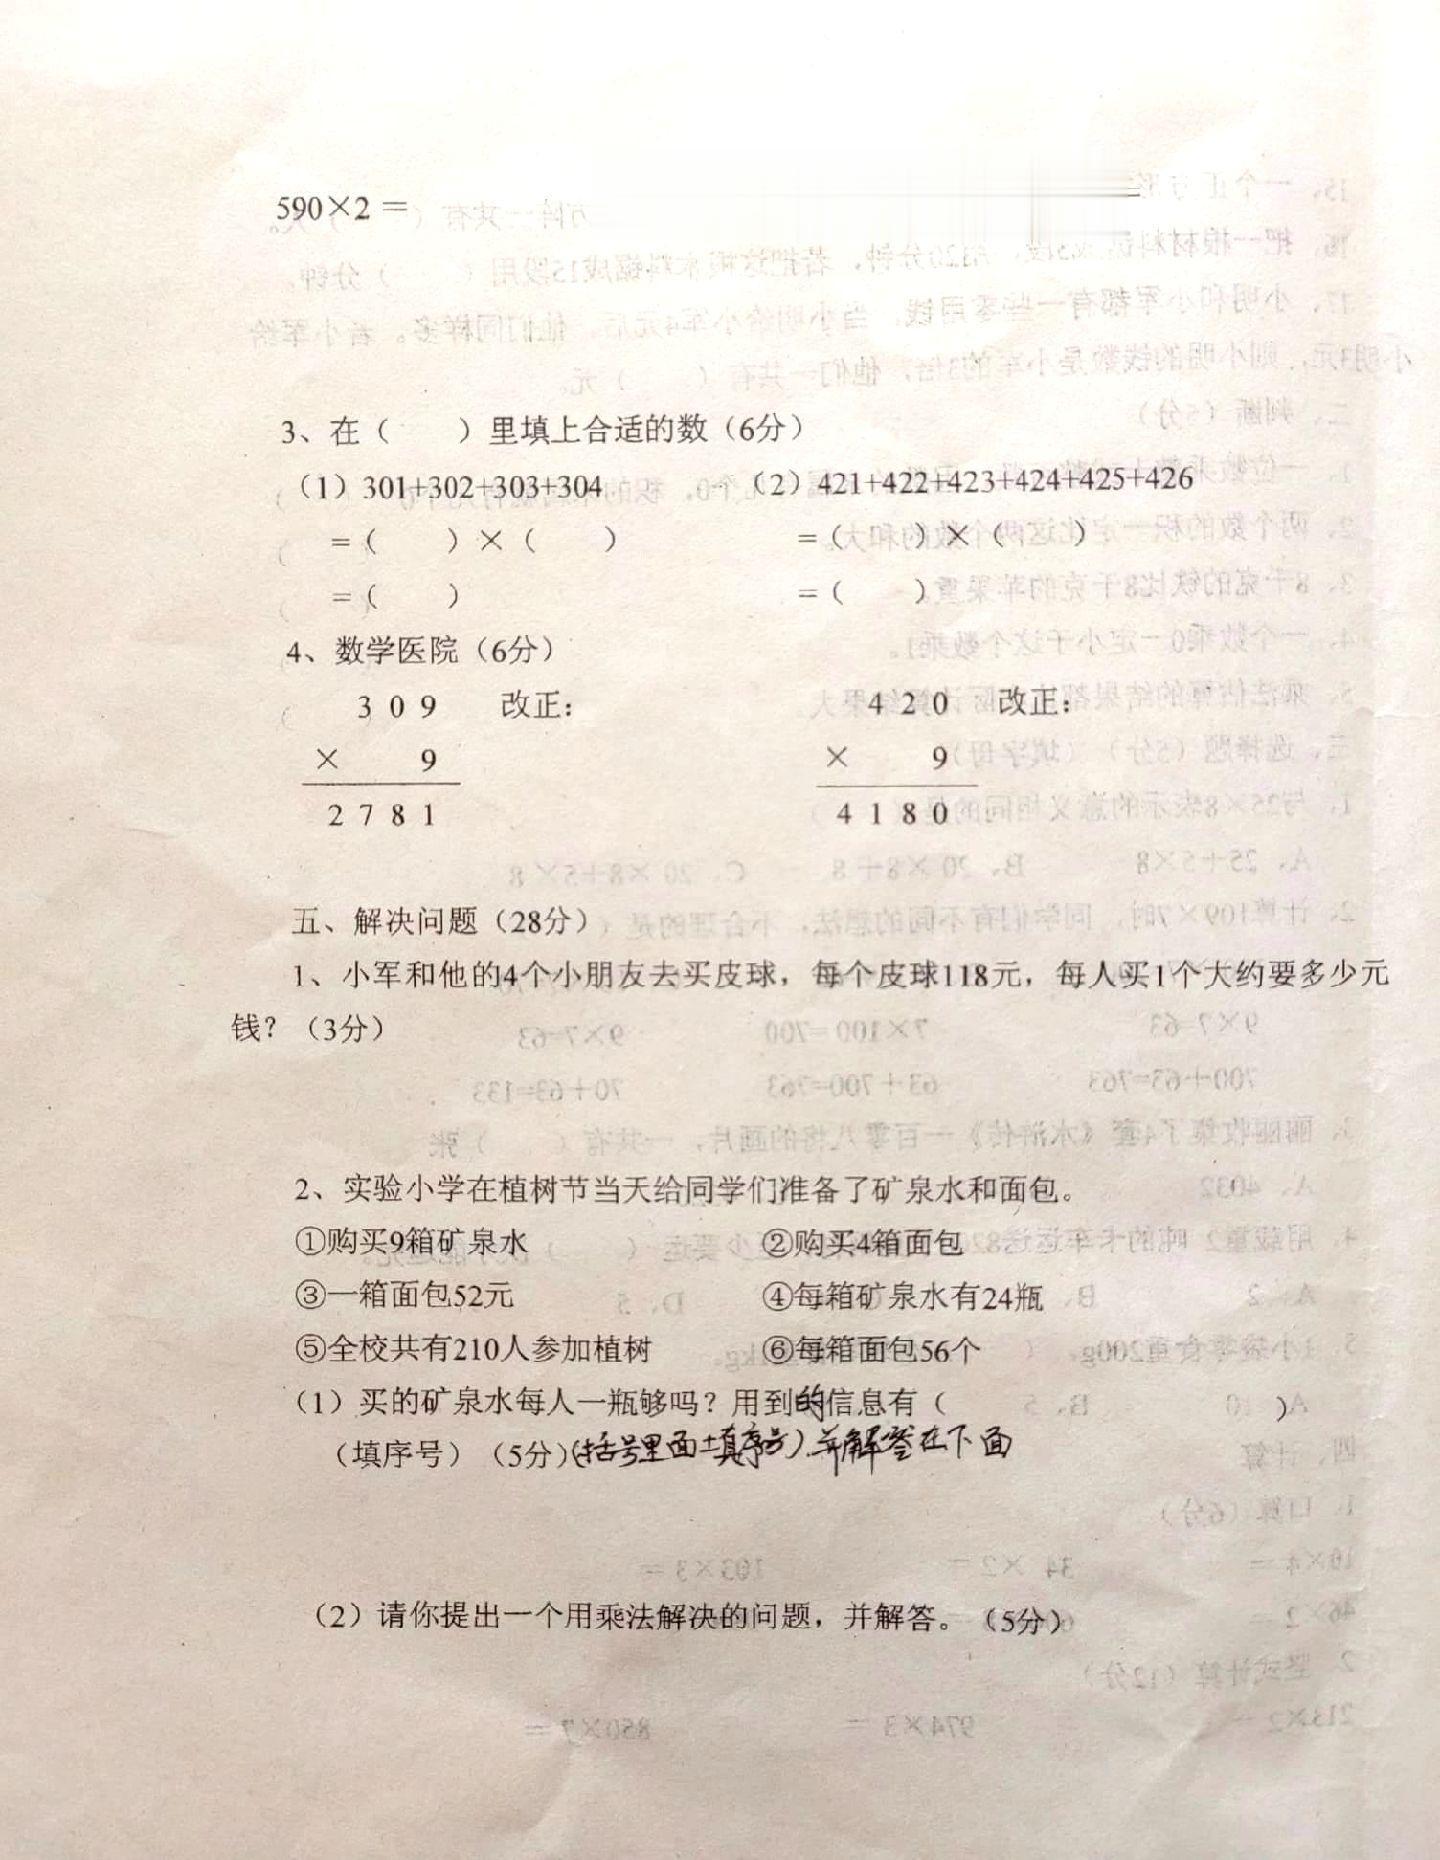 590×2＝
3、在（　　）里填上合适的数（6分）
（1）301+302+303+304　　（2）421+422+423+424+425+426
＝（　　）×（　　）　　＝（　　）×（　　）
＝（　　）　　＝（　　）
4、数学医院（6分）
3 0 9　改正：　　4 2 0　改正：
×　　9　　×　　9
2 7 8 1　　4 1 8 0
五、解决问题（28分）
1、小军和他的4个小朋友去买皮球，每个皮球118元，每人买1个大约要多少元
钱？（3分）
2、实验小学在植树节当天给同学们准备了矿泉水和面包。
①购买9箱矿泉水　　②购买4箱面包
③一箱面包52元　　④每箱矿泉水有24瓶
⑤全校共有210人参加植树　　⑥每箱面包56个
（1）买的矿泉水每人一瓶够吗？用到的信息有（　　）
（填序号）（5分）(括号里面填序号)并解答在下面
（2）请你提出一个用乘法解决的问题，并解答。（5分）